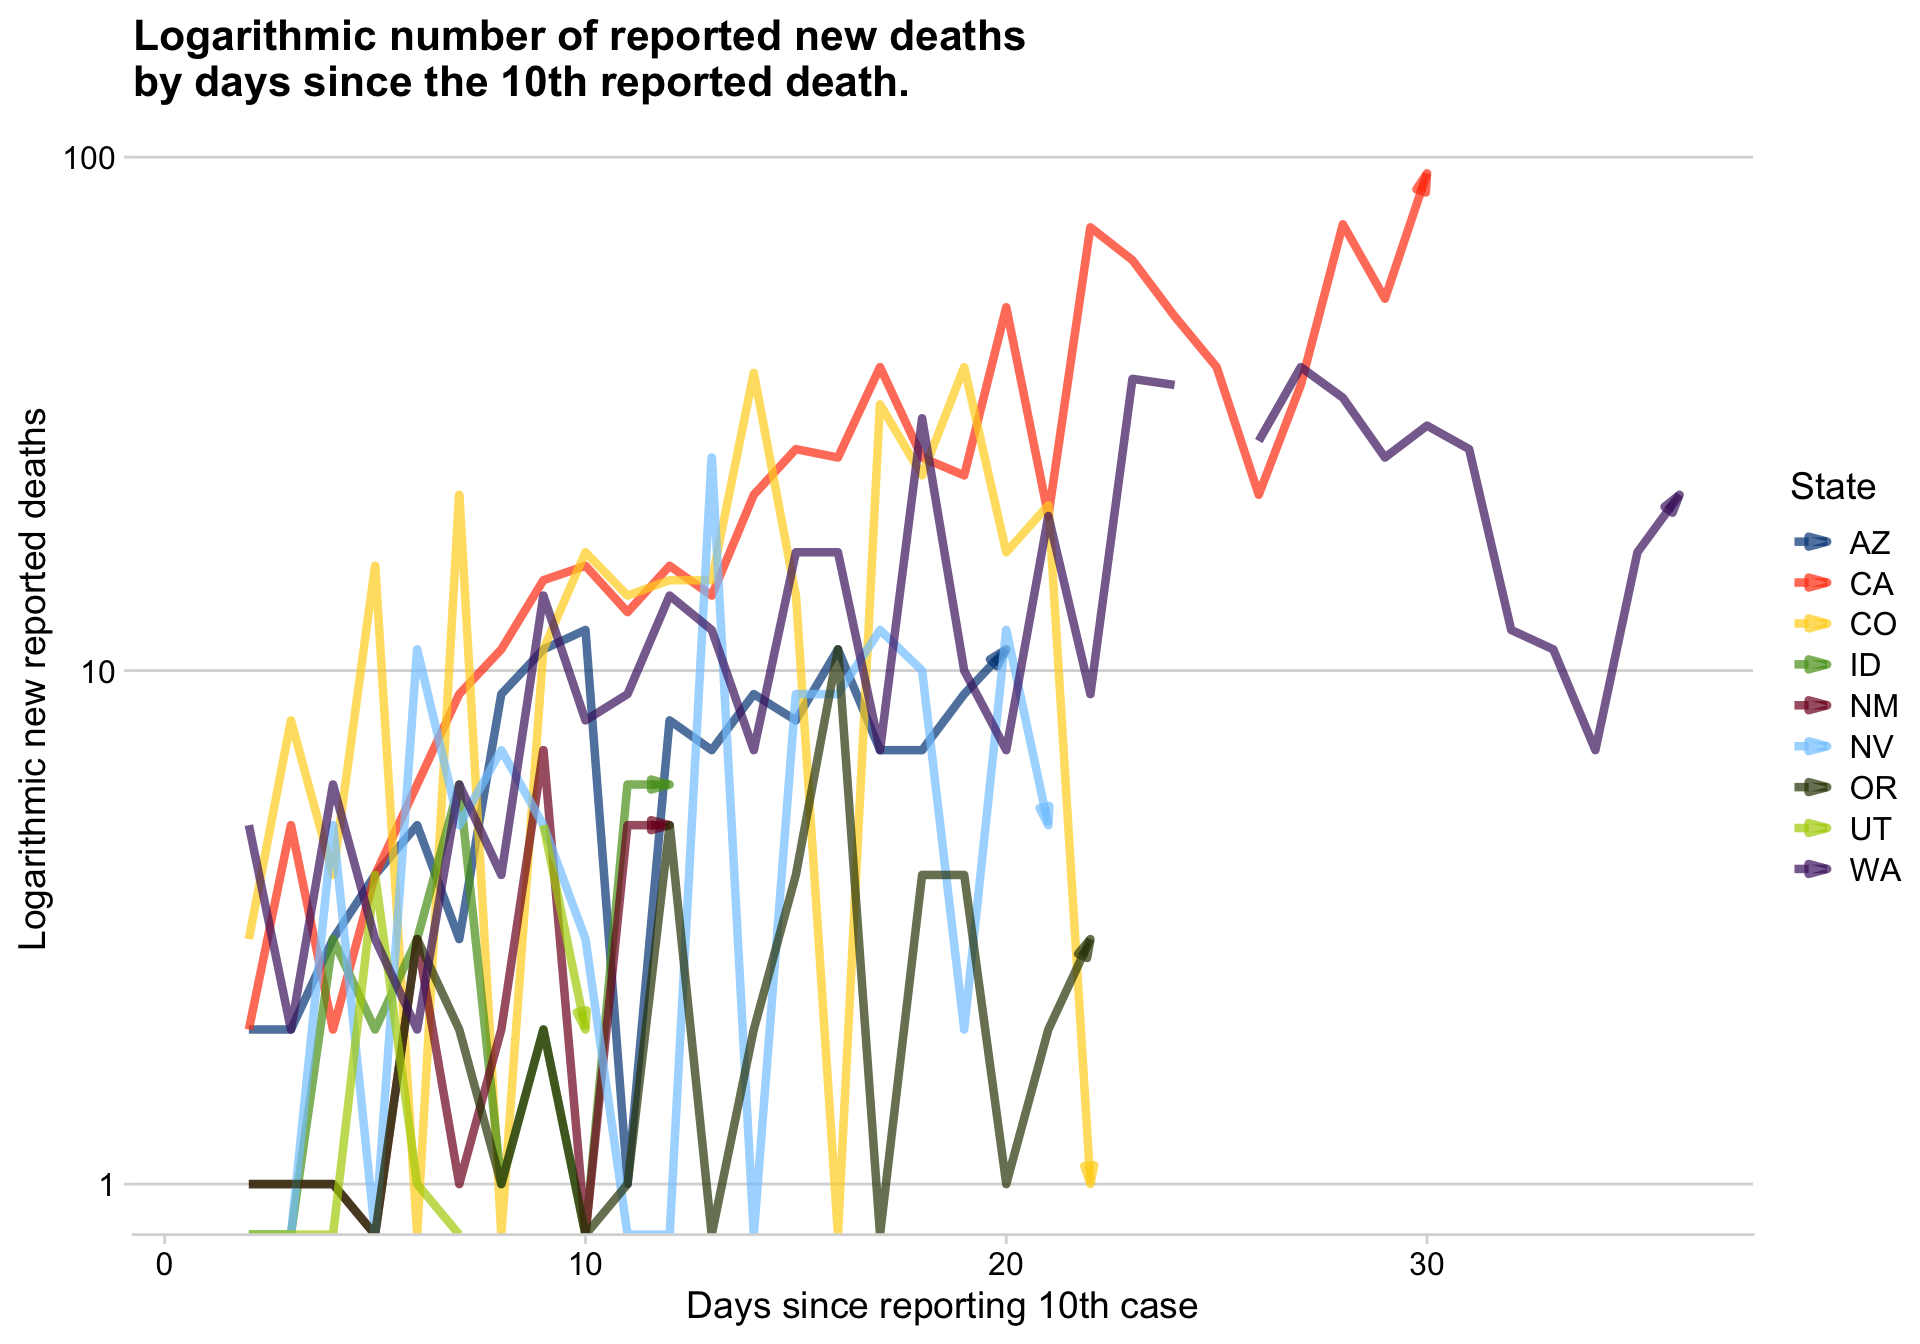 Logarithmic number of reported new deaths
by days since the 10th reported death.
100
10
1
Logarithmic new reported deaths
0
10
20
30
Days since reporting 10th case
State
AZ
CA
CO
ID
NM
NV
OR
UT
WA